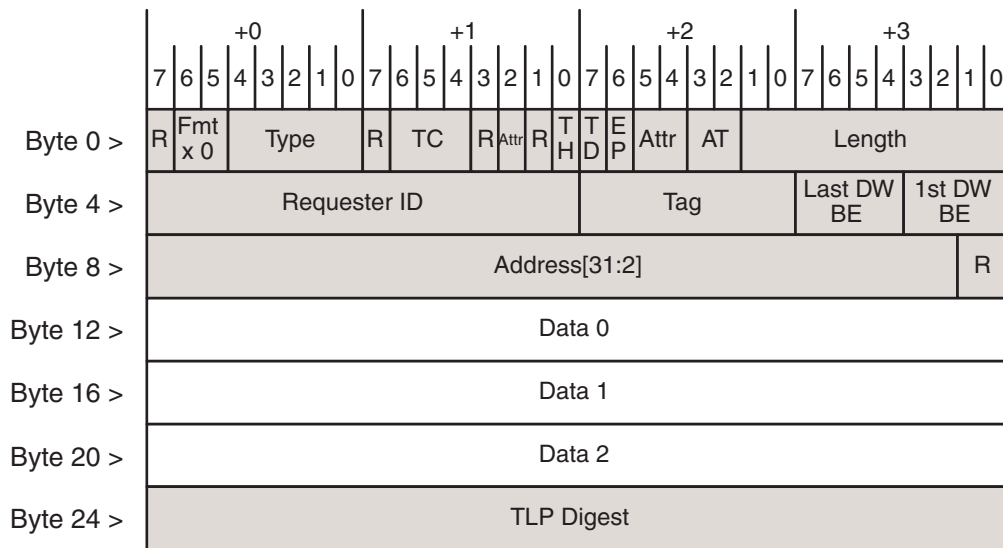 +0 +1 +2 +3
7 6 5 4 3 2 1 0 7 6 5 4 3 2 1 0 7 6 5 4 3 2 1 0 7 6 5 4 3 2 1 0
Byte 0 > R Fmt x 0 Type R TC R Attr R TH TD EP Attr AT Length
Byte 4 > Requester ID Tag Last DW BE 1st DW BE
Byte 8 > Address[31:2] R
Byte 12 > Data 0
Byte 16 > Data 1
Byte 20 > Data 2
Byte 24 > TLP Digest